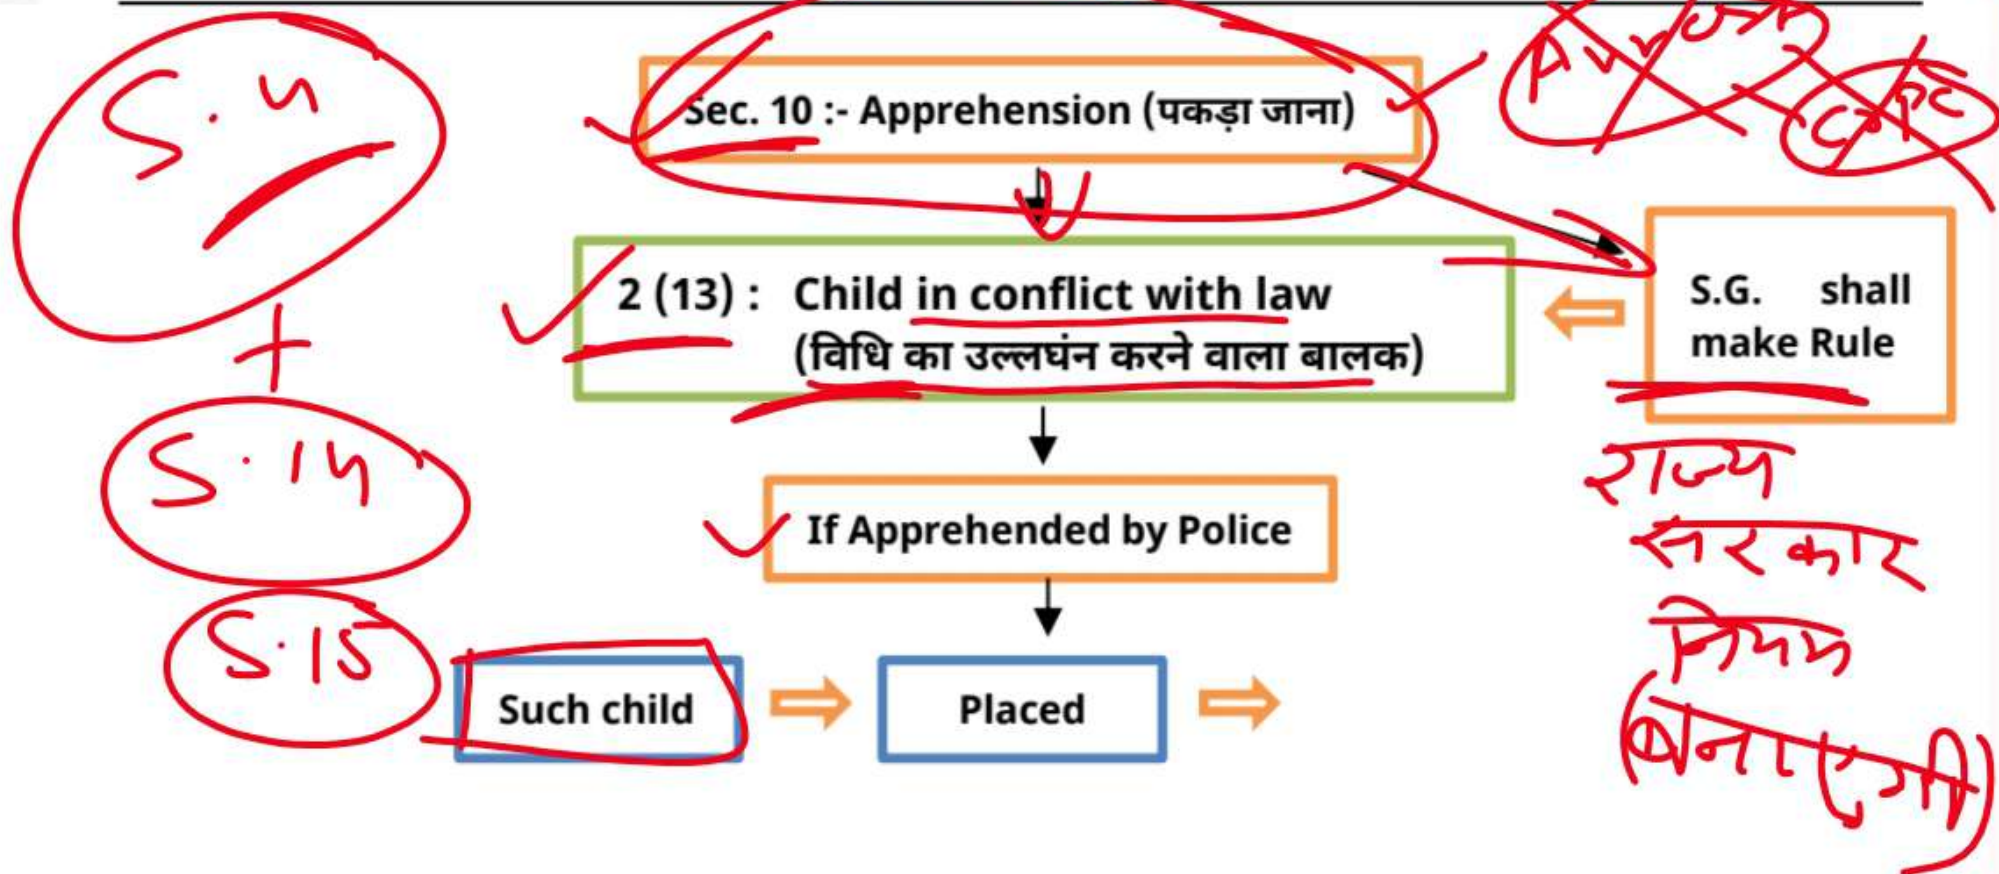 S. 4
Sec. 10 :- Apprehension (पकड़ा जाना)
CrPC
2 (13) : Child in conflict with law
(विधि का उल्लघंन करने वाला बालक)
S.G. shall
make Rule
+
S. 14
If Apprehended by Police
राज्य
सरकार
नियम
(बनाएगी)
S. 15
Such child
Placed